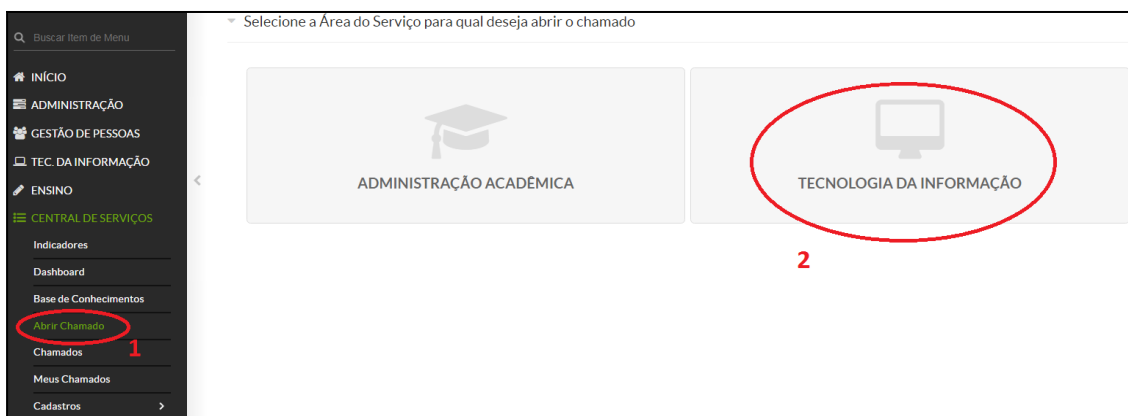 Buscar Item de Menu
INÍCIO
ADMINISTRAÇÃO
GESTÃO DE PESSOAS
TEC. DA INFORMAÇÃO
ENSINO
CENTRAL DE SERVIÇOS
Indicadores
Dashboard
Base de Conhecimentos
Abrir Chamado
1
Chamados
Meus Chamados
Cadastros
Selecione a Área do Serviço para qual deseja abrir o chamado
ADMINISTRAÇÃO ACADÊMICA
TECNOLOGIA DA INFORMAÇÃO
2